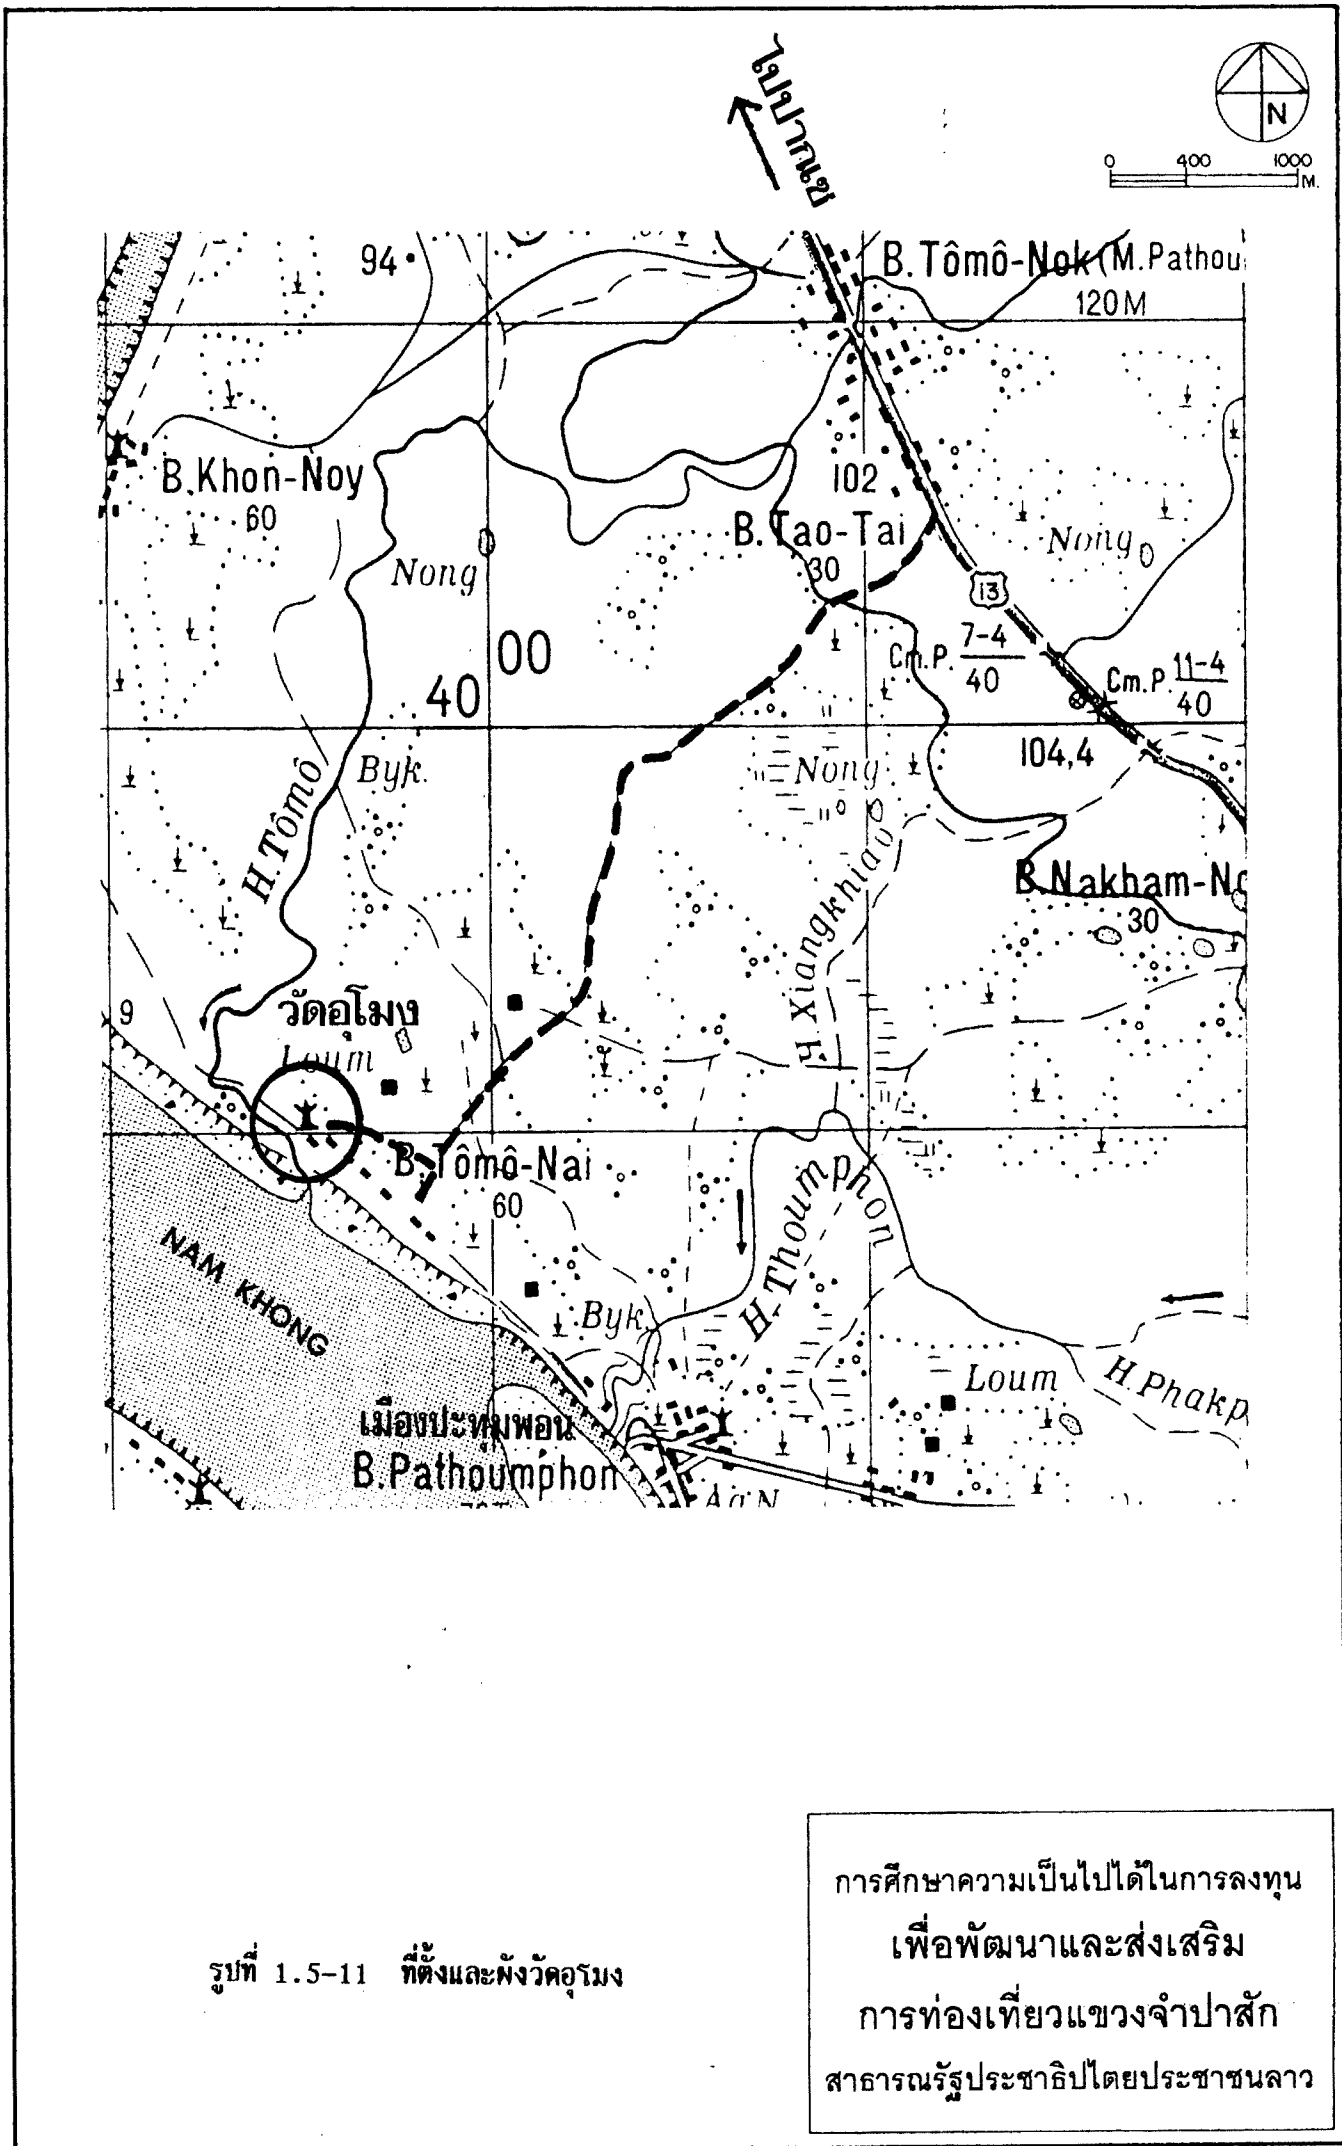 ไปปากเซ
N
0 400 1000
M.
94
B.Tômô-Nok (M.Pathou
120M
B.Khon-Noy
60
102
B.Tao-Tai
30
Nong
Nong
13
00
40
Cm.P. 7-4
40
Cm.P. 11-4
40
104,4
H.Tômô
Byk.
Nong
H.Xiangkhiao
B.Nakham-No
30
9
วัดอุโมง
Loum
B.Tômô-Nai
60
NAM KHONG
H.Thoumphon
Byk.
Loum
H.Phakp
เมืองปะทุมพอน
B.Pathoumphon
Ag.N
รูปที่ 1.5-11 ที่ตั้งและผังวัดอุโมง
การศึกษาความเป็นไปได้ในการลงทุน
เพื่อพัฒนาและส่งเสริม
การท่องเที่ยวแขวงจำปาสัก
สาธารณรัฐประชาธิปไตยประชาชนลาว